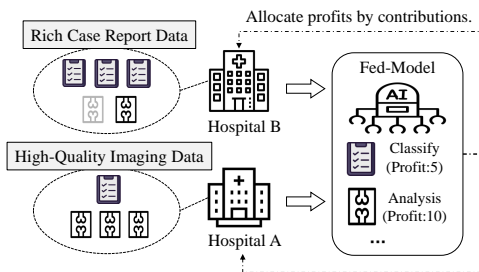 Allocate profits by contributions.
Rich Case Report Data
Hospital B
High-Quality Imaging Data
Hospital A
Fed-Model
AI
Classify
(Profit:5)
Analysis
(Profit:10)
...